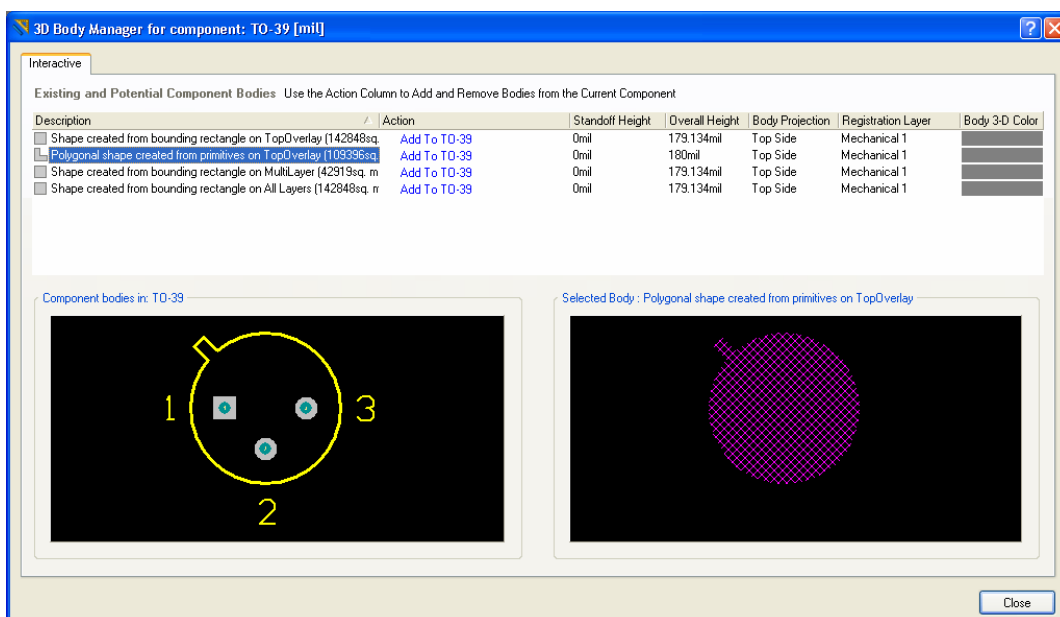 3D Body Manager for component: TO-39 [mil]
Interactive
Existing and Potential Component Bodies Use the Action Column to Add and Remove Bodies from the Current Component
Description Action Standoff Height Overall Height Body Projection Registration Layer Body 3-D Color
Shape created from bounding rectangle on TopOverlay (142848sq. Add To TO-39 0mil 179.134mil Top Side Mechanical 1
Polygonal shape created from primitives on TopOverlay (109396sq. Add To TO-39 0mil 180mil Top Side Mechanical 1
Shape created from bounding rectangle on MultiLayer (42919sq. m Add To TO-39 0mil 179.134mil Top Side Mechanical 1
Shape created from bounding rectangle on All Layers (142848sq. m Add To TO-39 0mil 179.134mil Top Side Mechanical 1
Component bodies in: TO-39 Selected Body : Polygonal shape created from primitives on TopOverlay
1 3
2
Close